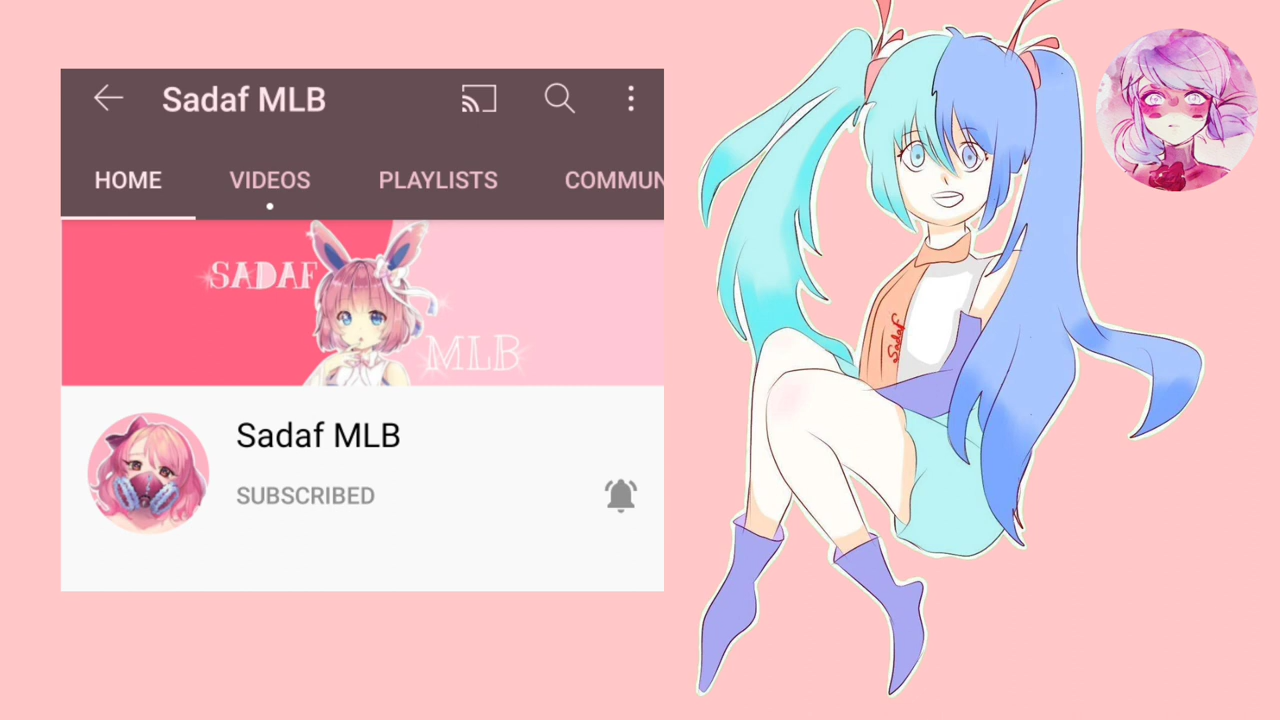 Sadaf MLB
HOME VIDEOS PLAYLISTS COMMUN
SADAF
MLB
Sadaf MLB
SUBSCRIBED
Sadaf